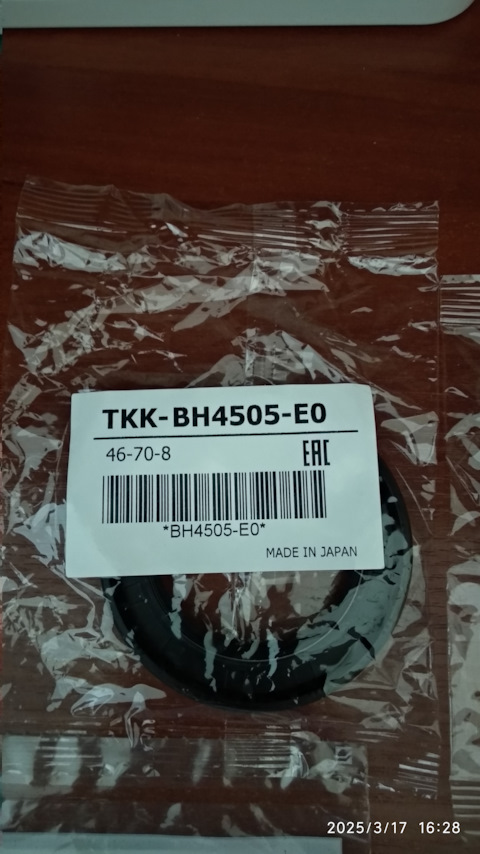 TKK-BH4505-E0
46-70-8
EAC
*BH4505-E0*
MADE IN JAPAN
2025/3/17 16:28